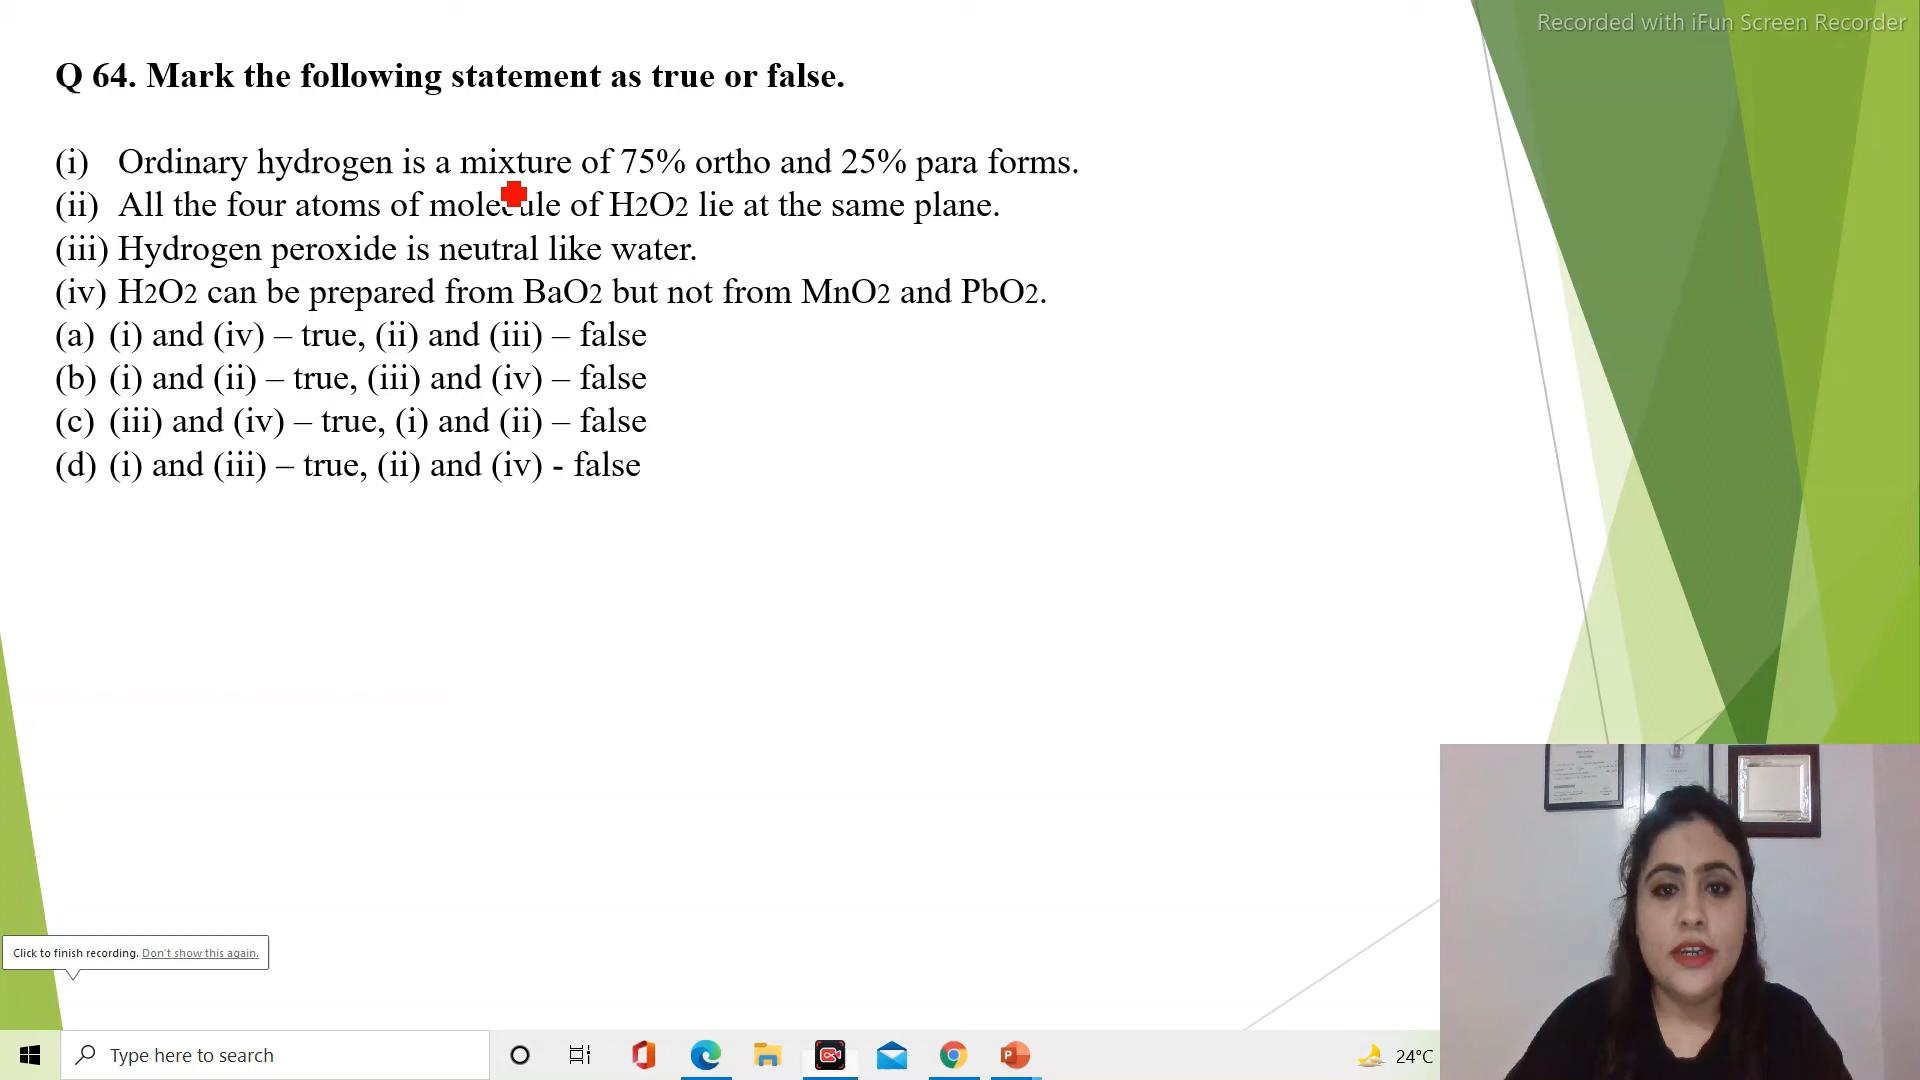 Recorded with iFun Screen Recorder
Q 64. Mark the following statement as true or false.
(i) Ordinary hydrogen is a mixture of 75% ortho and 25% para forms.
(ii) All the four atoms of molecule of H2O2 lie at the same plane.
(iii) Hydrogen peroxide is neutral like water.
(iv) H2O2 can be prepared from BaO2 but not from MnO2 and PbO2.
(a) (i) and (iv) – true, (ii) and (iii) – false
(b) (i) and (ii) – true, (iii) and (iv) – false
(c) (iii) and (iv) – true, (i) and (ii) – false
(d) (i) and (iii) – true, (ii) and (iv) - false
Click to finish recording. Don't show this again.
Type here to search
24°C